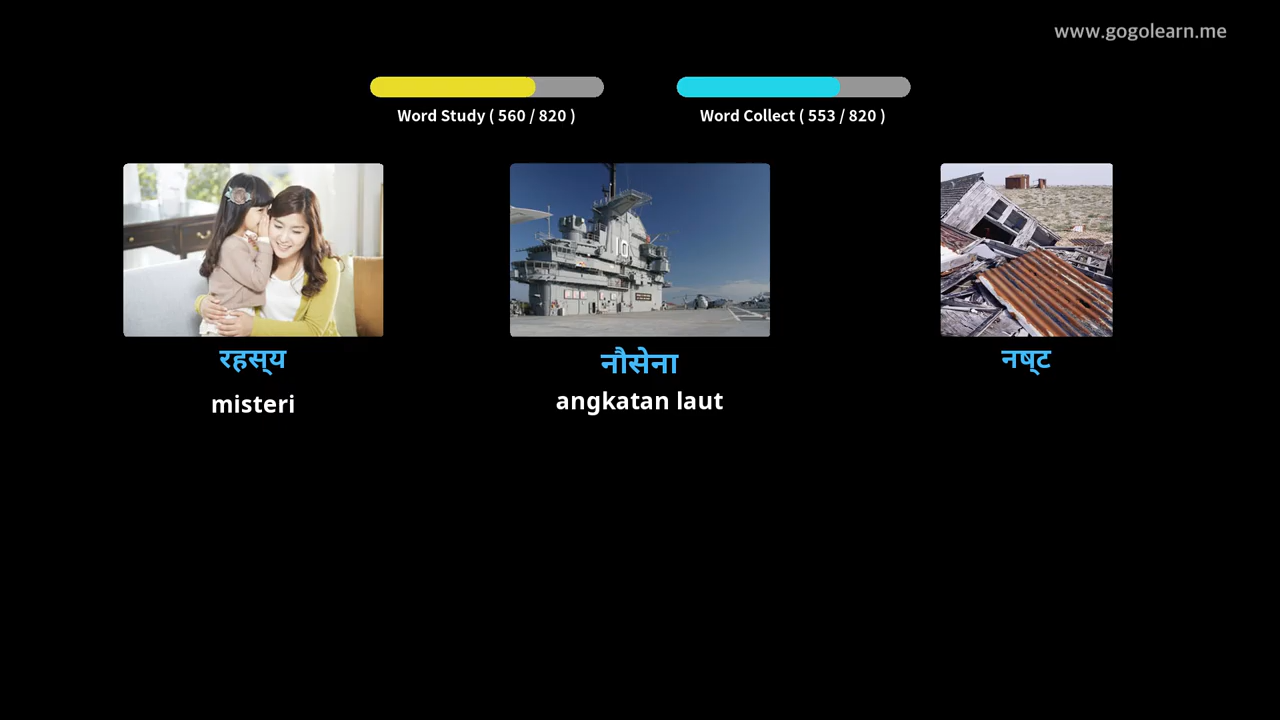 www.gogolearn.me
Word Study ( 560 / 820 )
Word Collect ( 553 / 820 )
रहस्य
नौसेना
नष्ट
misteri
angkatan laut